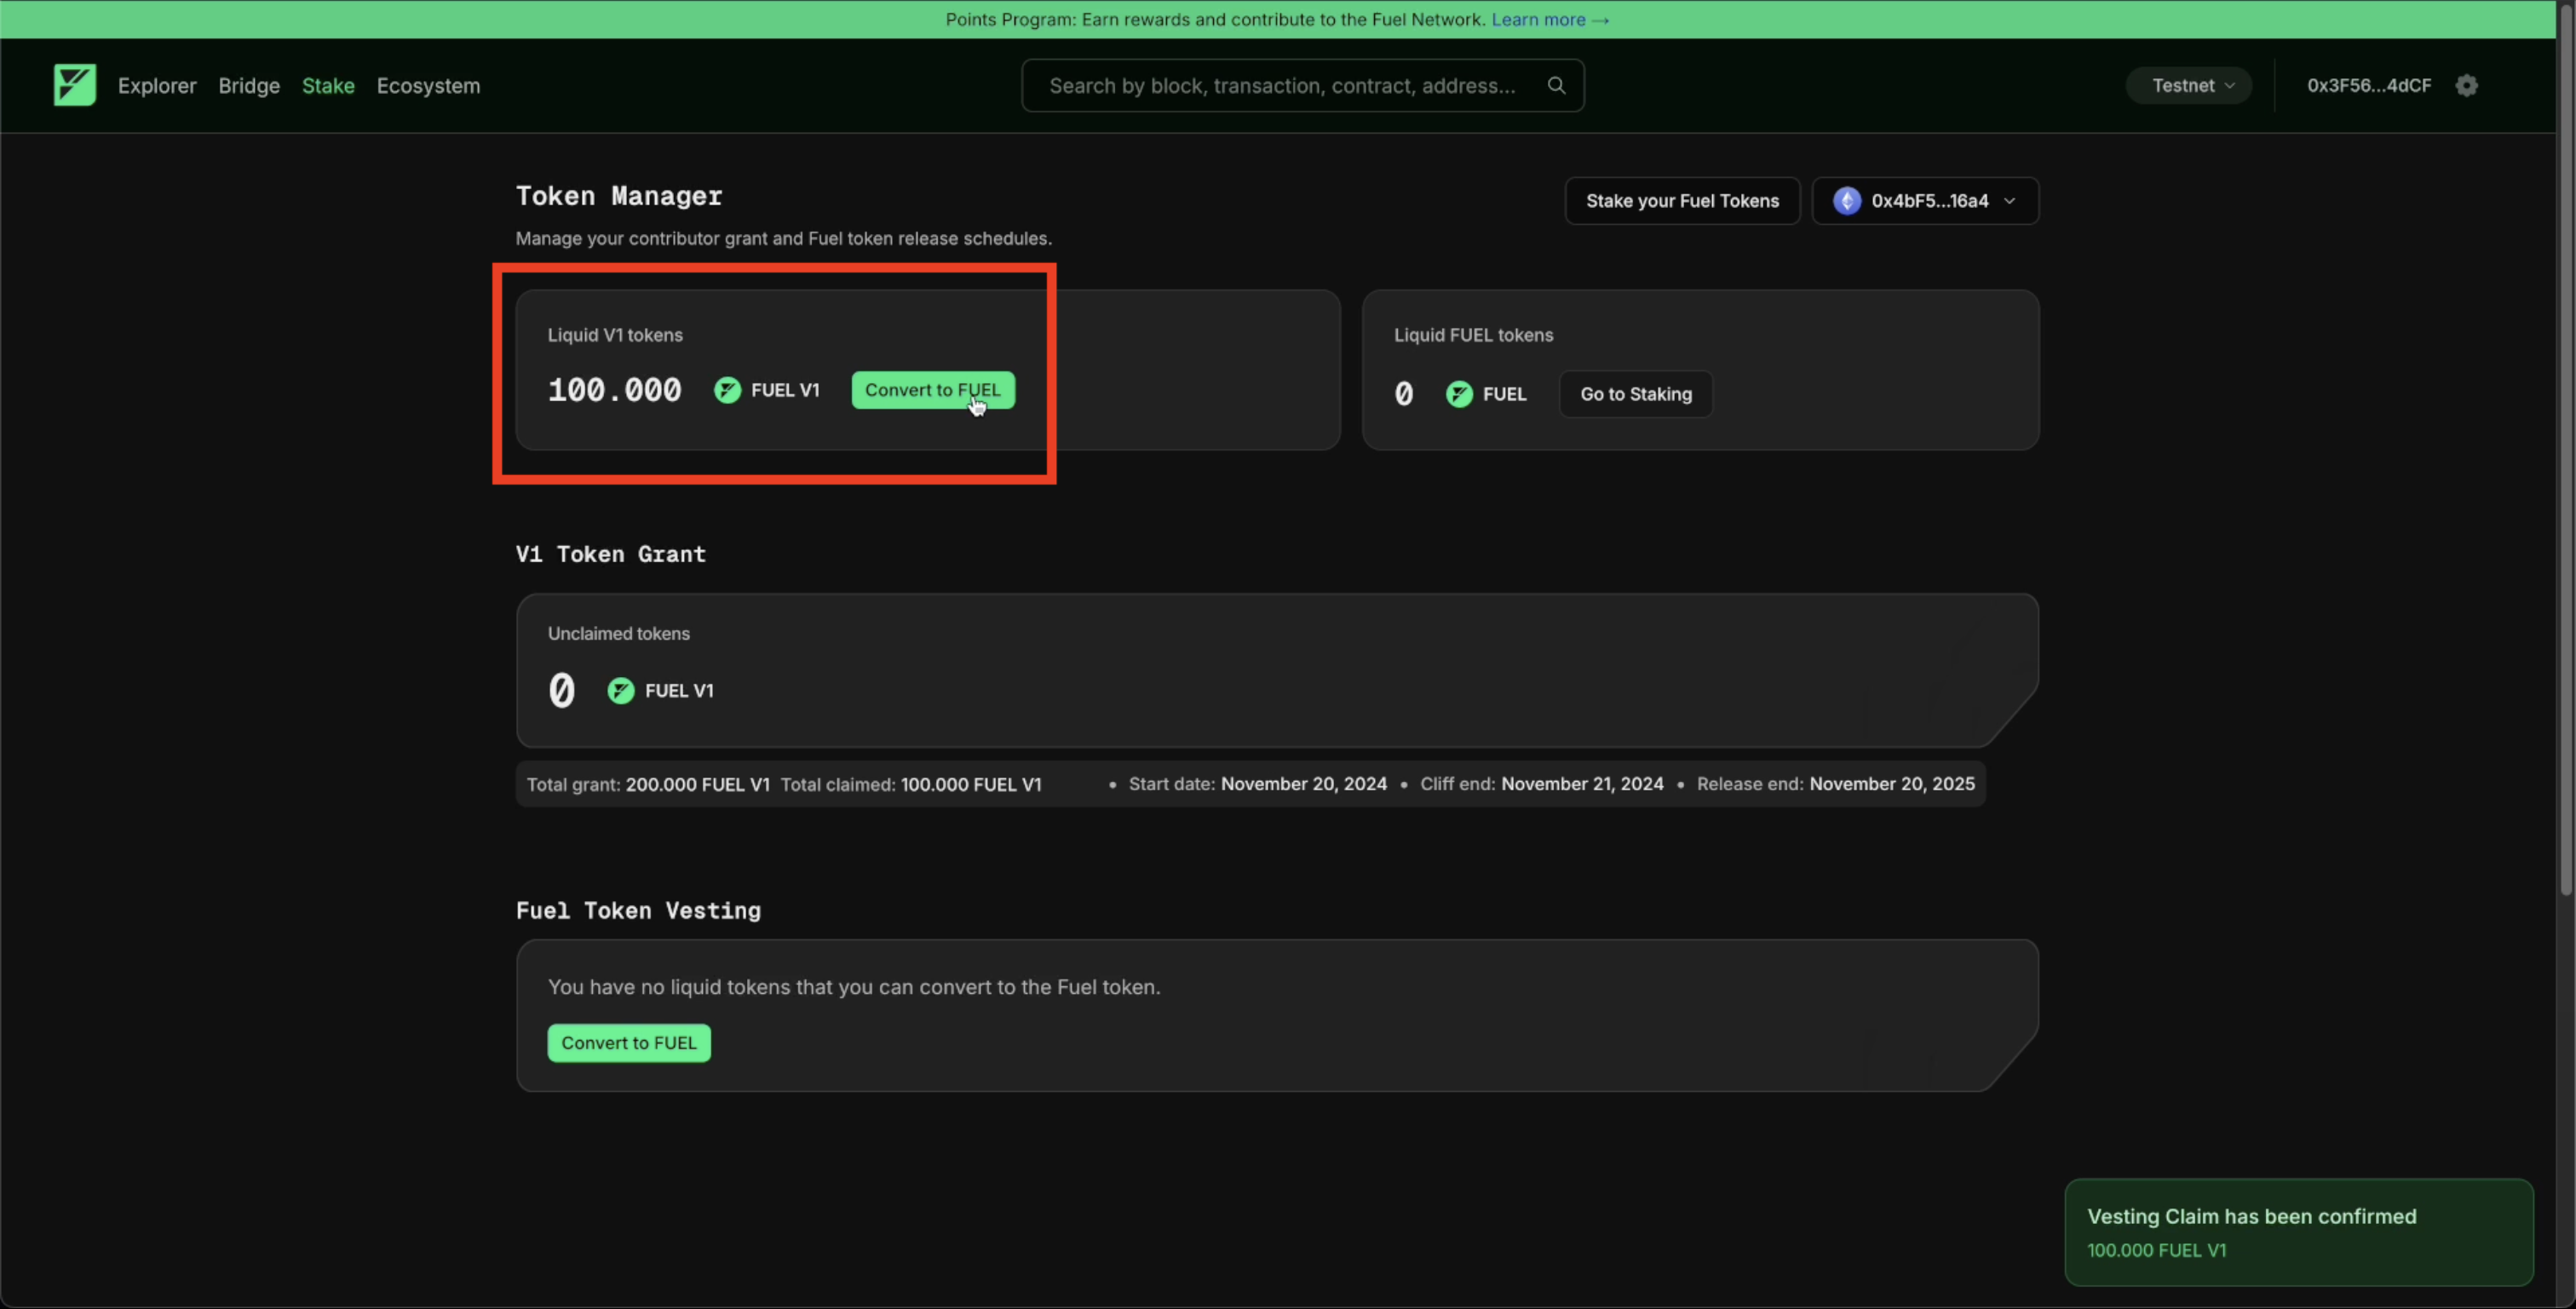 Points Program: Earn rewards and contribute to the Fuel Network. Learn more →
Explorer Bridge Stake Ecosystem
Search by block, transaction, contract, address...
Testnet
0x3F56...4dCF
Token Manager
Manage your contributor grant and Fuel token release schedules.
Stake your Fuel Tokens
0x4bF5...16a4
Liquid V1 tokens
100.000 FUEL V1 Convert to FUEL
Liquid FUEL tokens
0 FUEL Go to Staking
V1 Token Grant
Unclaimed tokens
0 FUEL V1
Total grant: 200.000 FUEL V1 Total claimed: 100.000 FUEL V1 • Start date: November 20, 2024 • Cliff end: November 21, 2024 • Release end: November 20, 2025
Fuel Token Vesting
You have no liquid tokens that you can convert to the Fuel token.
Convert to FUEL
Vesting Claim has been confirmed
100.000 FUEL V1